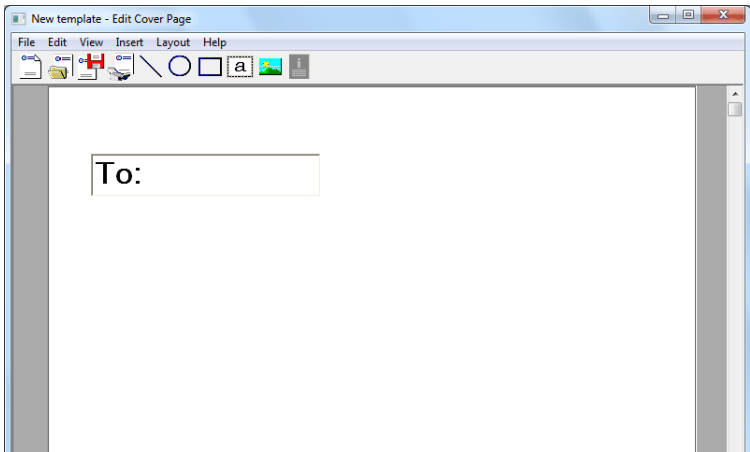 New template - Edit Cover Page
File Edit View Insert Layout Help
a
i
To: